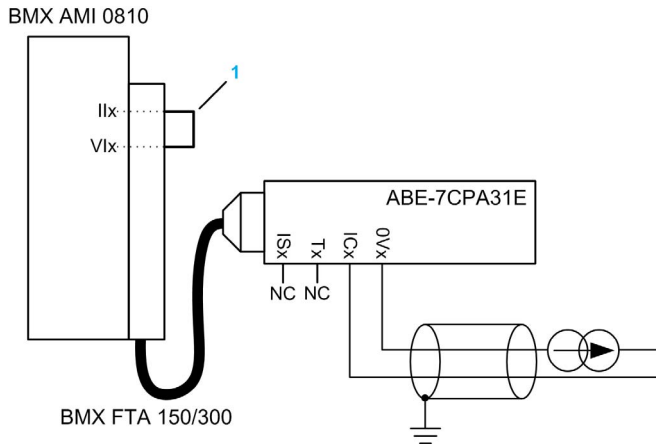 BMX AMI 0810
1
IIx
VIx
ABE-7CPA31E
ISx
Tx
ICx
0Vx
NC
NC
BMX FTA 150/300